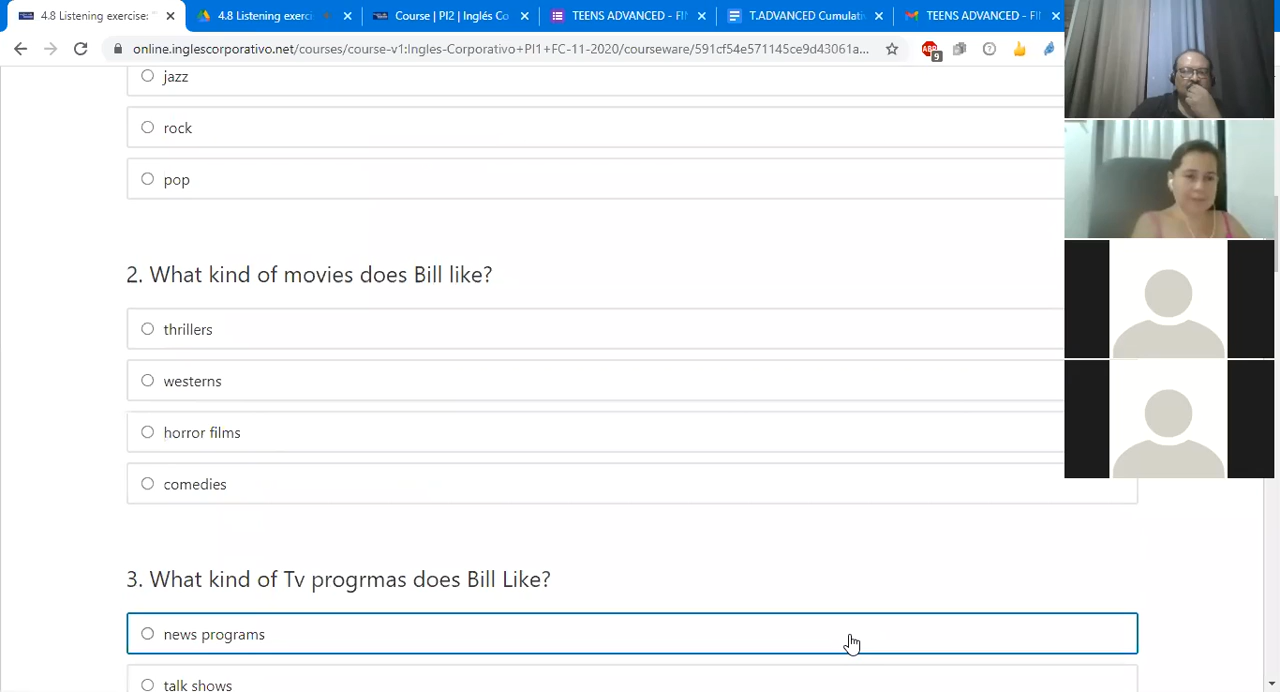 4.8 Listening exercise: "
4.8 Listening exerci
Course | PI2 | Inglés Co
TEENS ADVANCED - FI
T.ADVANCED Cumulati
TEENS ADVANCED - FI
online.inglescorporativo.net/courses/course-v1:Ingles-Corporativo+PI1+FC-11-2020/courseware/591cf54e571145ce9d43061a...
ABP
9
jazz
rock
pop
2. What kind of movies does Bill like?
thrillers
westerns
horror films
comedies
3. What kind of Tv progrmas does Bill Like?
news programs
talk shows